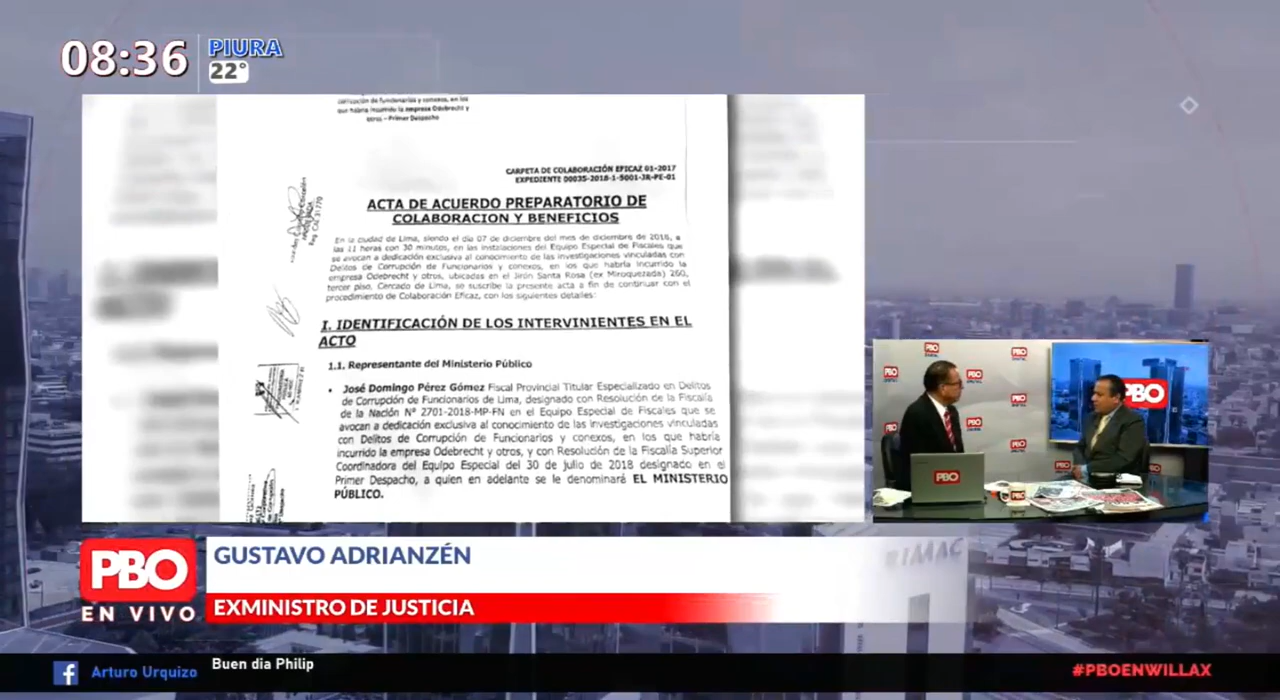 08:36
PIURA
22°
corrupción de funcionarios y conexos, en los
que habría incurrido la empresa Odebrecht y
otros - Primer Despacho
CARPETA DE COLABORACIÓN EFICAZ 01-2017
EXPEDIENTE 00035-2018-1-5001-JR-PE-01
ACTA DE ACUERDO PREPARATORIO DE
COLABORACION Y BENEFICIOS
En la ciudad de Lima, siendo el día 07 de diciembre del mes de diciembre de 2018, a
las 11 horas con 30 minutos, en las instalaciones del Equipo Especial de Fiscales que
se avocan a dedicación exclusiva al conocimiento de las investigaciones vinculadas con
Delitos de Corrupción de Funcionarios y conexos, en los que habría incurrido la
empresa Odebrecht y otros, ubicadas en el Jirón Santa Rosa (ex Miroquezada) 260,
tercer piso, Cercado de Lima, se suscribe la presente acta a fin de continuar con el
procedimiento de Colaboración Eficaz, con los siguientes detalles:
I. IDENTIFICACIÓN DE LOS INTERVINIENTES EN EL
ACTO
1.1. Representante del Ministerio Público
• José Domingo Pérez Gómez Fiscal Provincial Titular Especializado en Delitos
de Corrupción de Funcionarios de Lima, designado con Resolución de la Fiscalía
de la Nación N° 2701-2018-MP-FN en el Equipo Especial de Fiscales que se
avocan a dedicación exclusiva al conocimiento de las investigaciones vinculadas
con Delitos de Corrupción de Funcionarios y conexos, en los que habría
incurrido la empresa Odebrecht y otros, y con Resolución de la Fiscalía Superior
Coordinadora del Equipo Especial del 30 de julio de 2018 designado en el
Primer Despacho, a quien en adelante se le denominará EL MINISTERIO
PÚBLICO.
PBO
PBO
PBO
PBO
PBO
PBO
PBO
PBO
PBO
PBO
EN VIVO
GUSTAVO ADRIANZÉN
EXMINISTRO DE JUSTICIA
IMAC
Arturo Urquizo
Buen dia Philip
#PBOENWILLAX